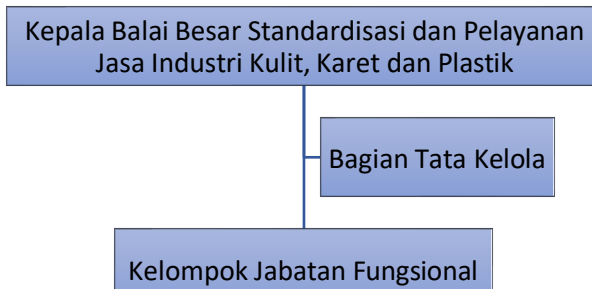 Kepala Balai Besar Standardisasi dan Pelayanan
Jasa Industri Kulit, Karet dan Plastik
Bagian Tata Kelola
Kelompok Jabatan Fungsional